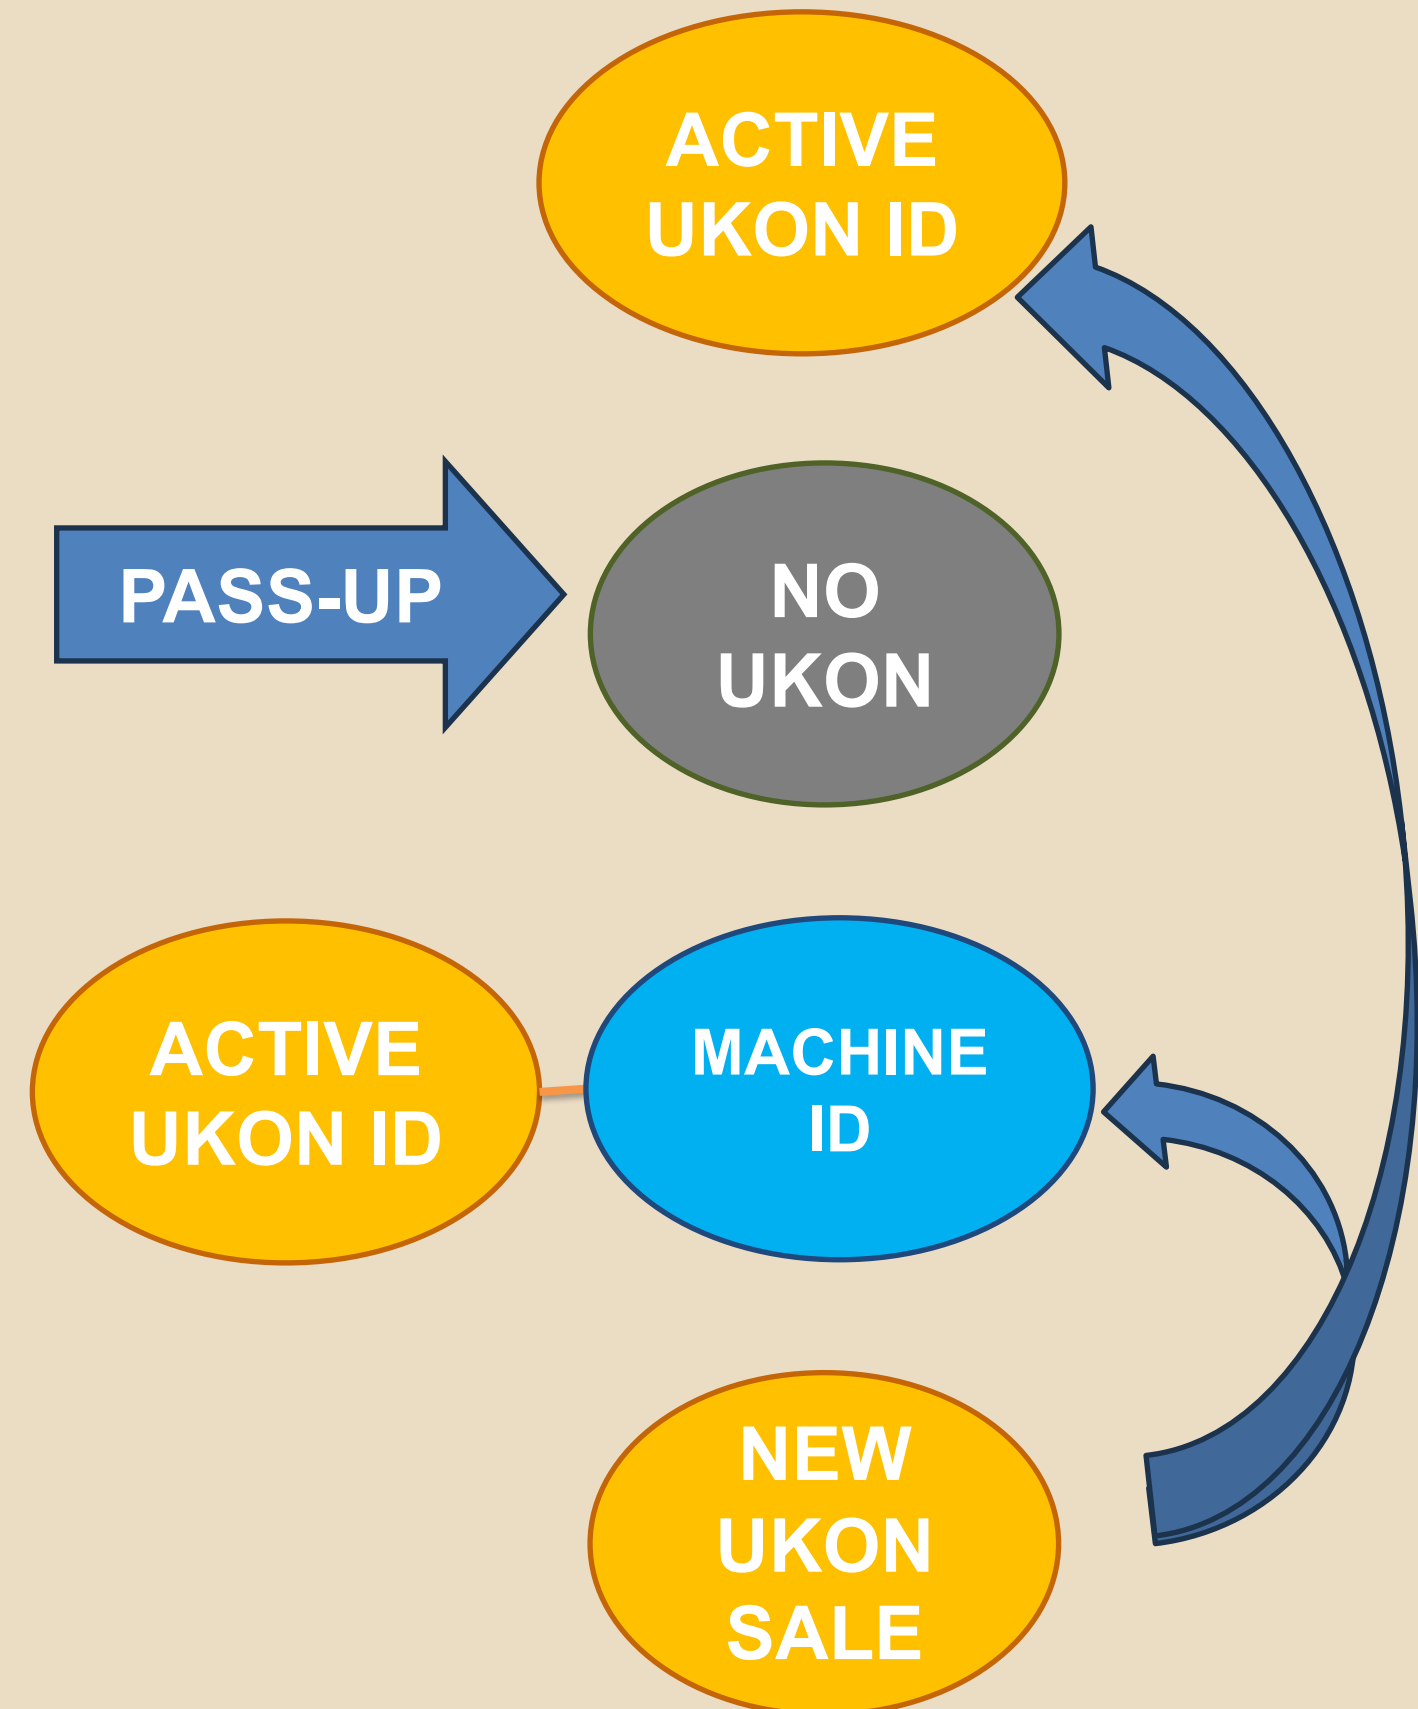 ACTIVE
UKON ID
PASS-UP
NO
UKON
ACTIVE
UKON ID
MACHINE
ID
NEW
UKON
SALE